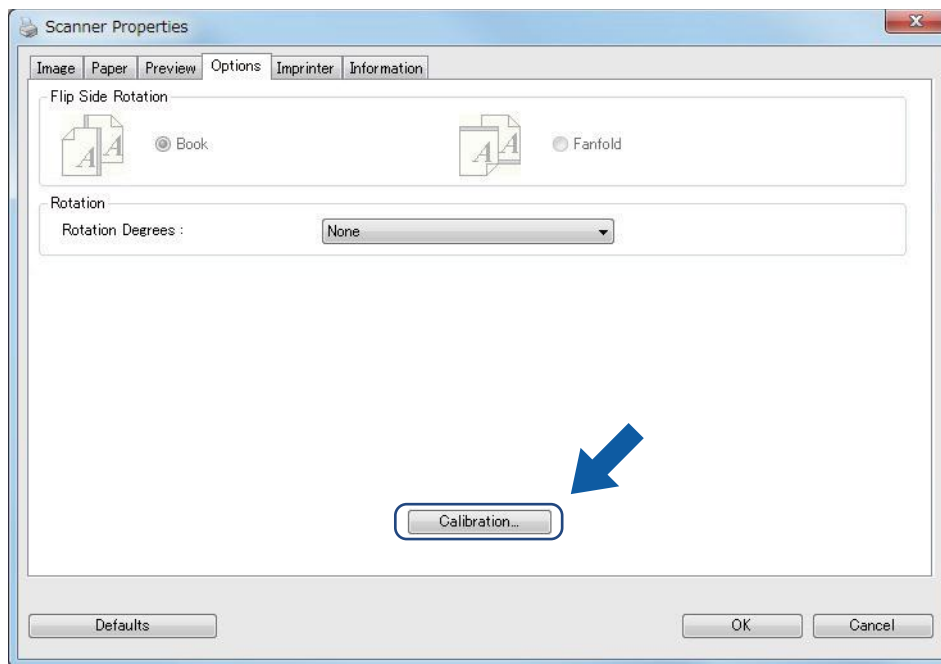 Scanner Properties
Image Paper Preview Options Imprinter Information
Flip Side Rotation
A A Book A A Fanfold
Rotation
Rotation Degrees : None
Calibration...
Defaults OK Cancel